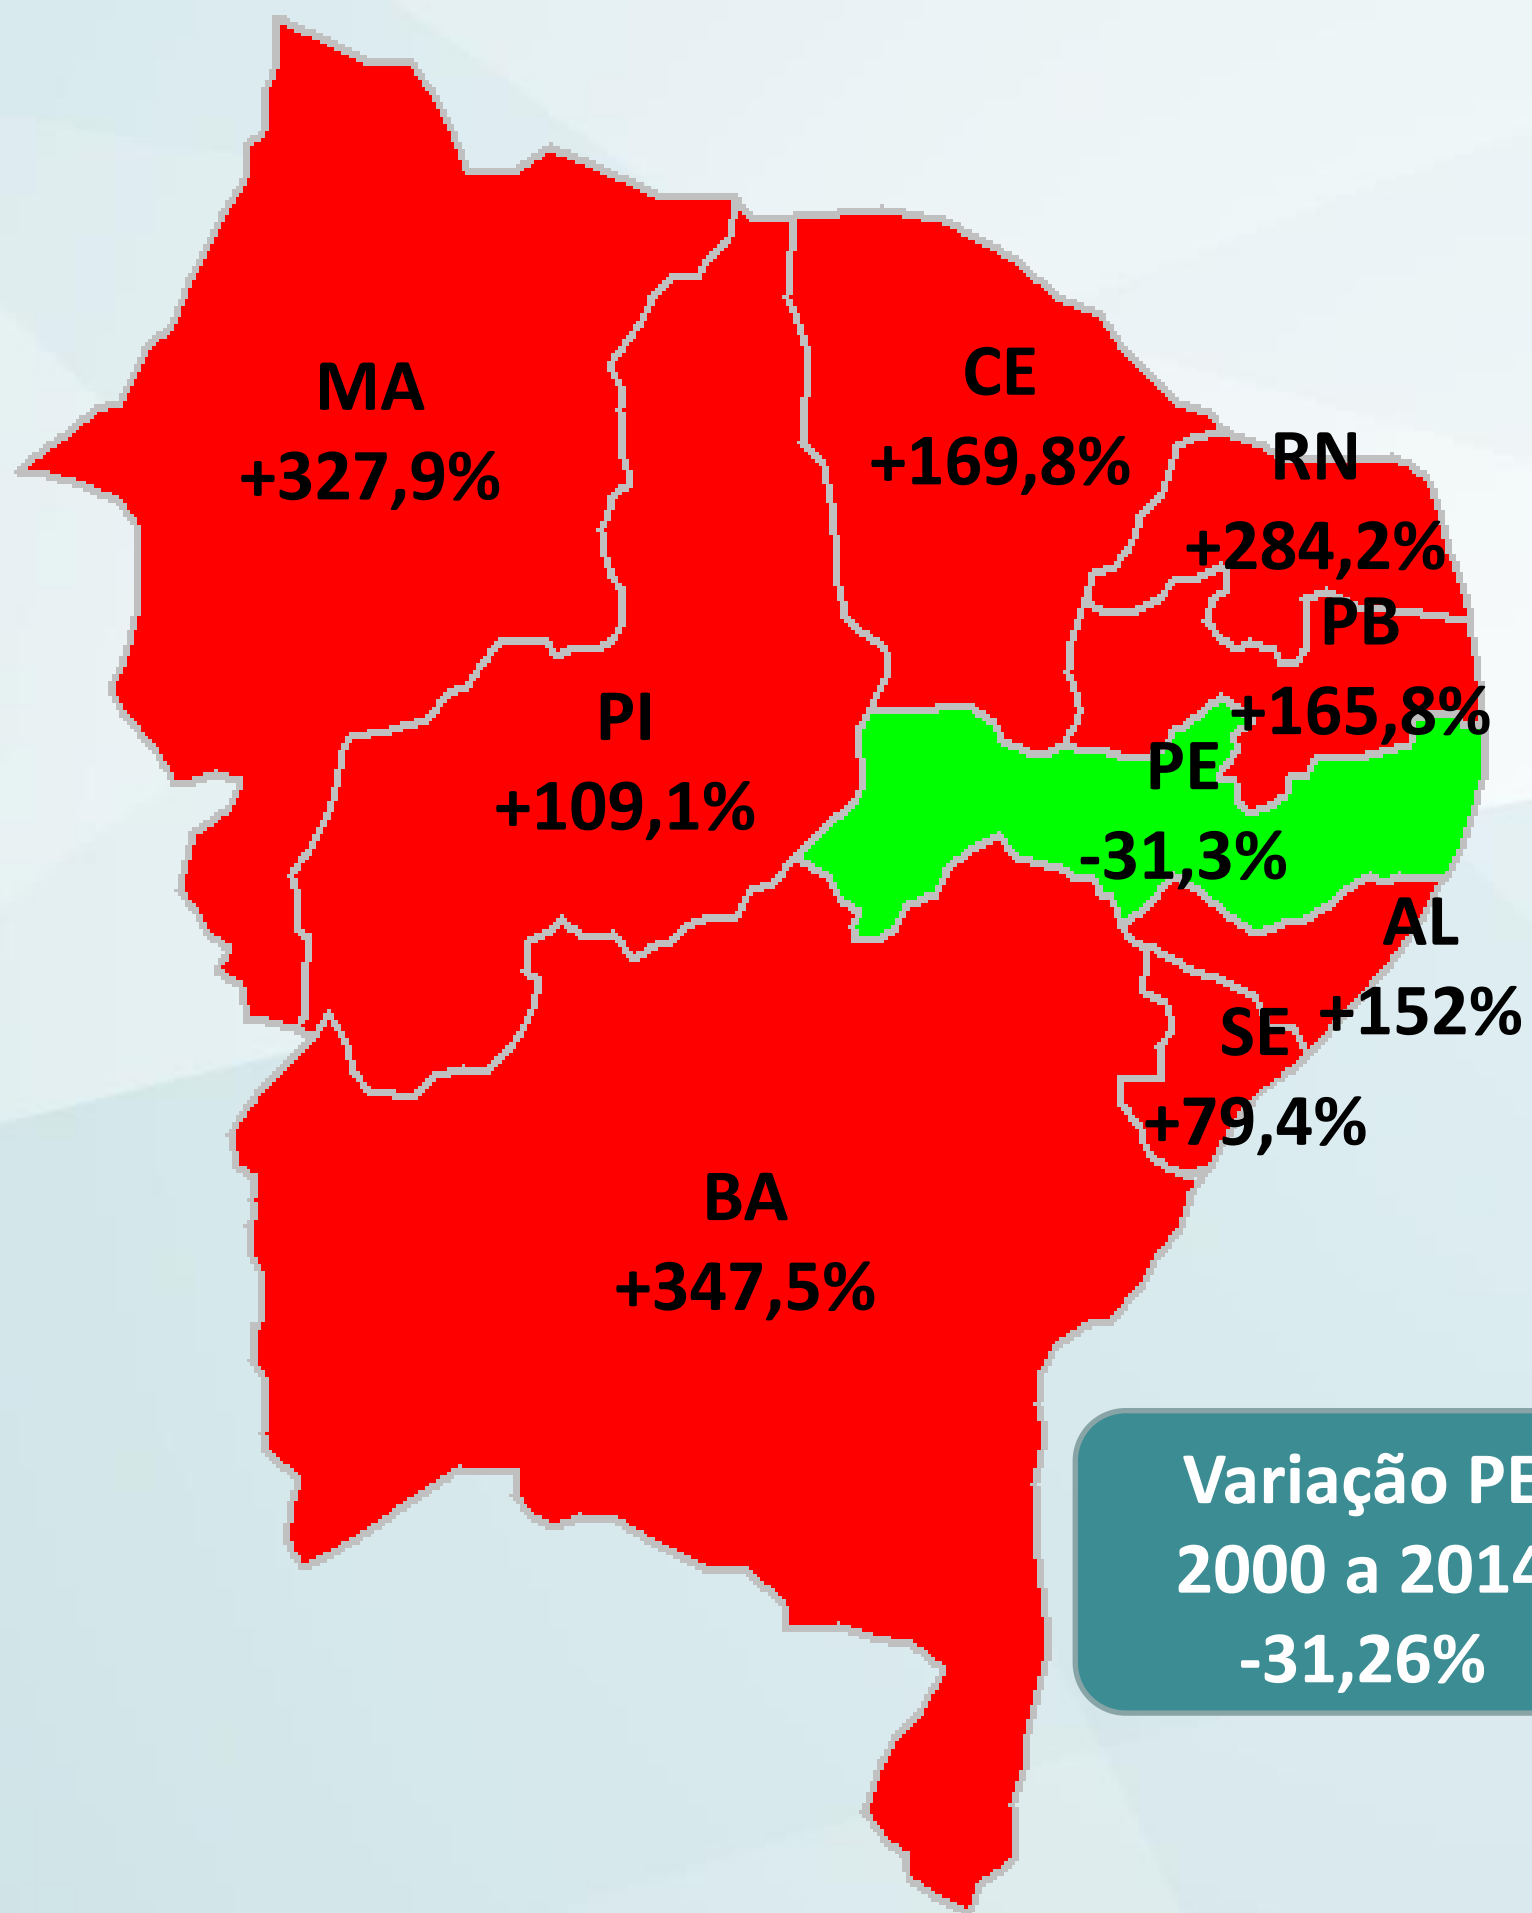 MA
+327,9%
CE
+169,8%
RN
+284,2%
PB
+165,8%
PI
+109,1%
PE
-31,3%
AL
+152%
SE
+79,4%
BA
+347,5%
Variação PE
2000 a 2014
-31,26%